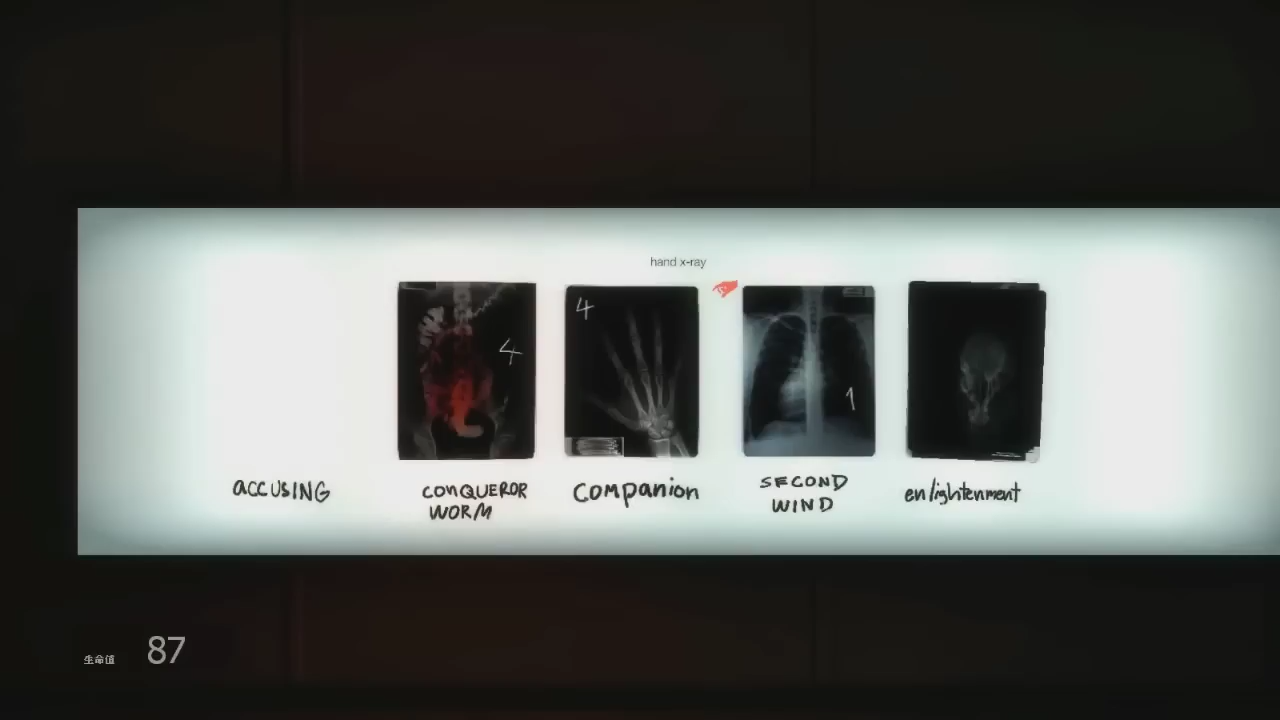 hand x-ray
4
4
1
ACCUSING
CONQUEROR
WORM
Companion
SECOND
WIND
enlightenment
生命值 87